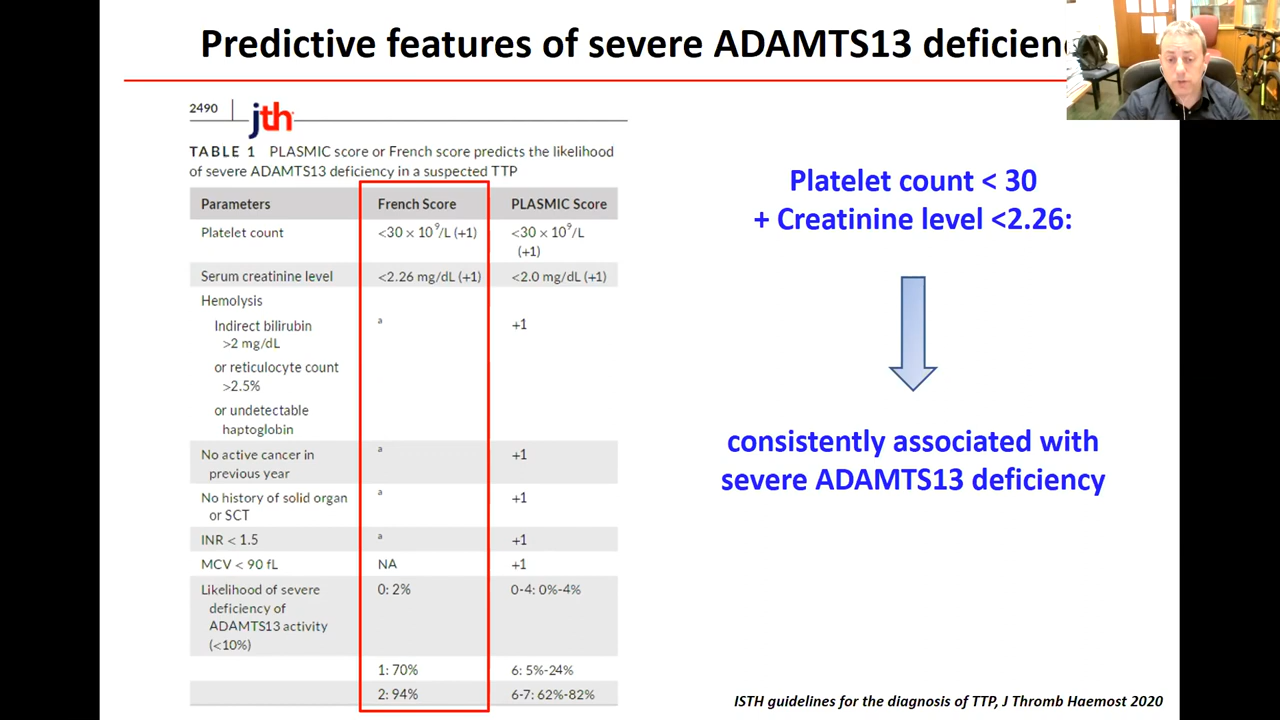 Predictive features of severe ADAMTS13 deficien
2490
jth
TABLE 1 PLASMIC score or French score predicts the likelihood
of severe ADAMTS13 deficiency in a suspected TTP
Parameters French Score PLASMIC Score
Platelet count <30 × 10⁹/L (+1) <30 × 10⁹/L
(+1)
Serum creatinine level <2.26 mg/dL (+1) <2.0 mg/dL (+1)
Hemolysis
Indirect bilirubin ᵃ +1
>2 mg/dL
or reticulocyte count
>2.5%
or undetectable
haptoglobin
No active cancer in ᵃ +1
previous year
No history of solid organ ᵃ +1
or SCT
INR < 1.5 ᵃ +1
MCV < 90 fL NA +1
Likelihood of severe 0: 2% 0-4: 0%-4%
deficiency of
ADAMTS13 activity
(<10%)
1: 70% 6: 5%-24%
2: 94% 6-7: 62%-82%
Platelet count < 30
+ Creatinine level <2.26:
consistently associated with
severe ADAMTS13 deficiency
ISTH guidelines for the diagnosis of TTP, J Thromb Haemost 2020